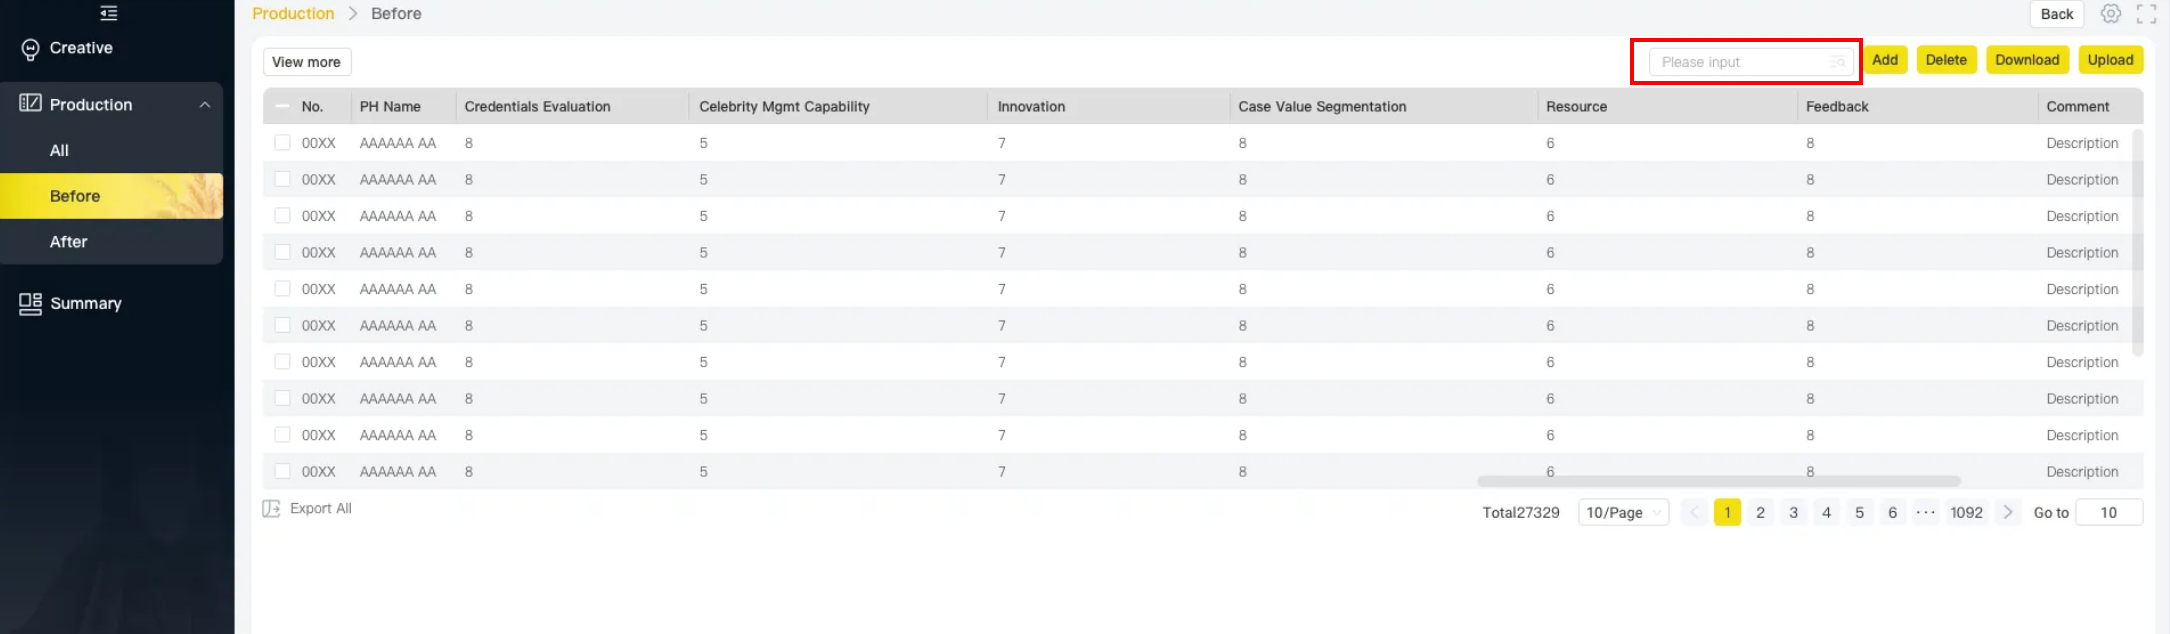 Production > Before
Back
Creative
Production
All
Before
After
Summary
View more
Please input
Add
Delete
Download
Upload
No. PH Name Credentials Evaluation Celebrity Mgmt Capability Innovation Case Value Segmentation Resource Feedback Comment
00XX AAAAAA AA 8 5 7 8 6 8 Description
00XX AAAAAA AA 8 5 7 8 6 8 Description
00XX AAAAAA AA 8 5 7 8 6 8 Description
00XX AAAAAA AA 8 5 7 8 6 8 Description
00XX AAAAAA AA 8 5 7 8 6 8 Description
00XX AAAAAA AA 8 5 7 8 6 8 Description
00XX AAAAAA AA 8 5 7 8 6 8 Description
00XX AAAAAA AA 8 5 7 8 6 8 Description
00XX AAAAAA AA 8 5 7 8 6 8 Description
00XX AAAAAA AA 8 5 7 8 6 8 Description
Export All
Total27329 10/Page < 1 2 3 4 5 6 ··· 1092 > Go to 10